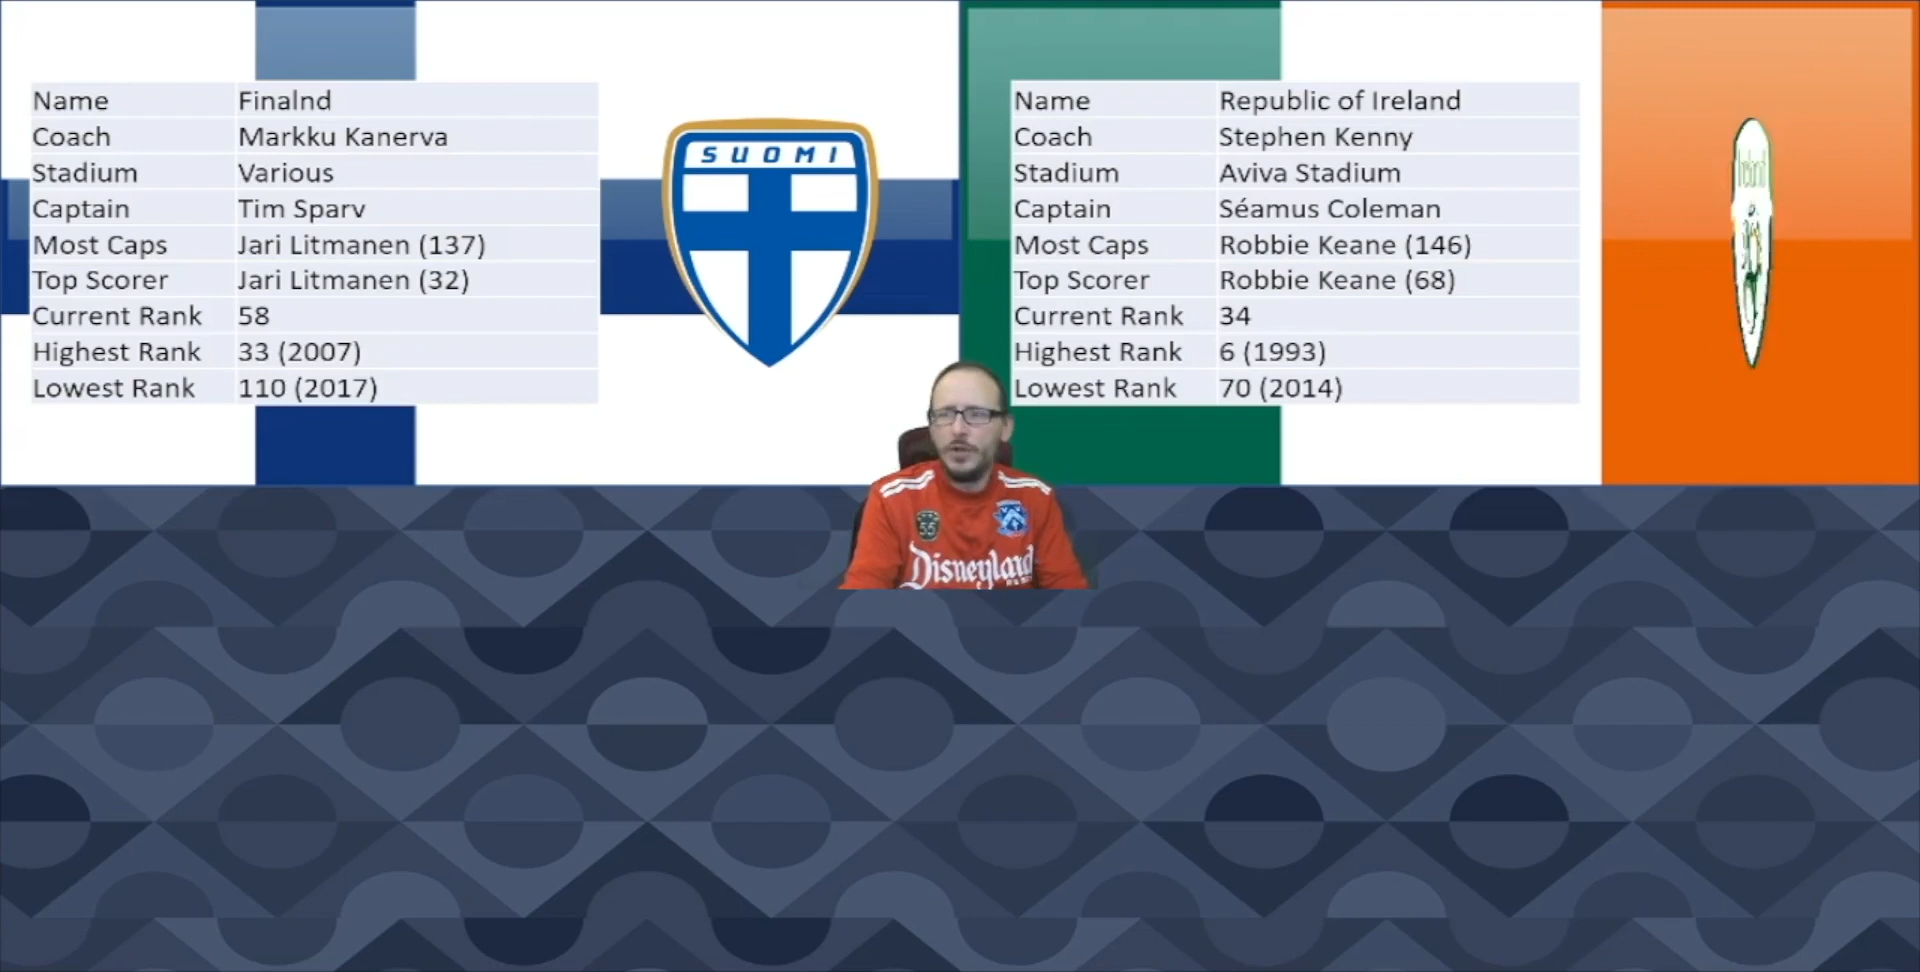 Name Finalnd
Coach Markku Kanerva
Stadium Various
Captain Tim Sparv
Most Caps Jari Litmanen (137)
Top Scorer Jari Litmanen (32)
Current Rank 58
Highest Rank 33 (2007)
Lowest Rank 110 (2017)
SUOMI
Name Republic of Ireland
Coach Stephen Kenny
Stadium Aviva Stadium
Captain Séamus Coleman
Most Caps Robbie Keane (146)
Top Scorer Robbie Keane (68)
Current Rank 34
Highest Rank 6 (1993)
Lowest Rank 70 (2014)
Ireland
55
Disneyland